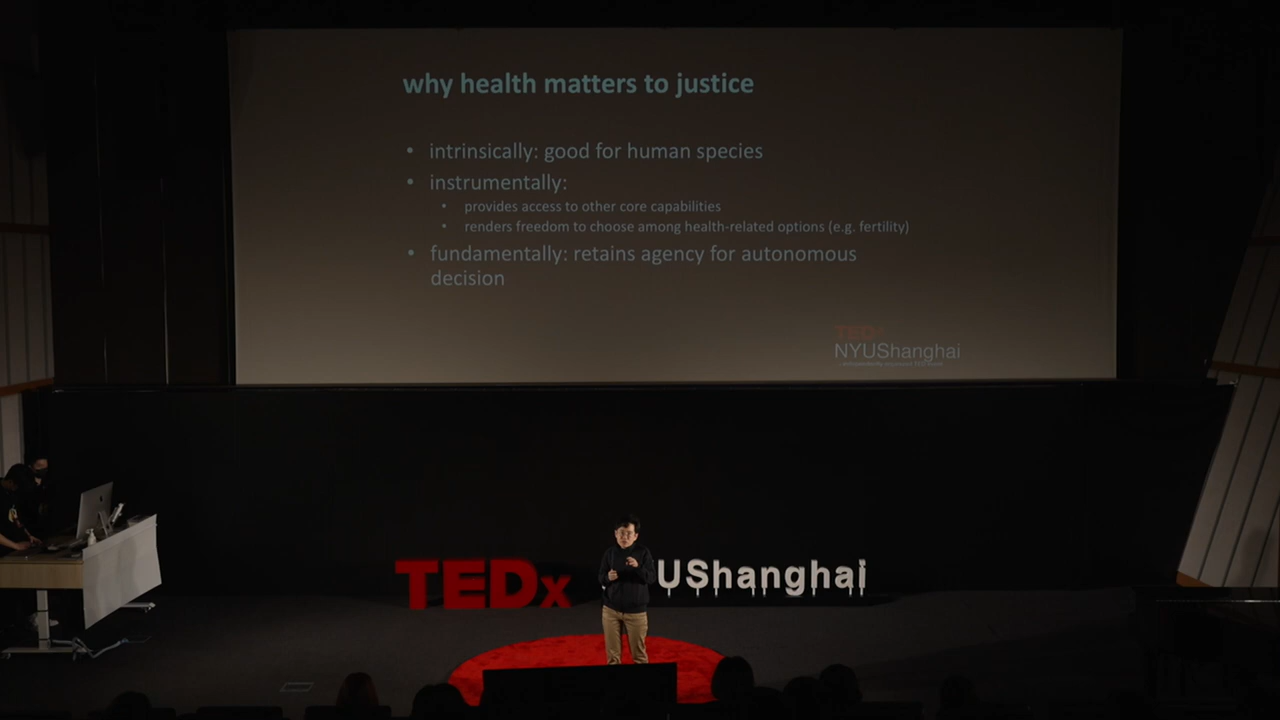 why health matters to justice
• intrinsically: good for human species
• instrumentally:
• provides access to other core capabilities
• renders freedom to choose among health-related options (e.g. fertility)
• fundamentally: retains agency for autonomous
decision
TEDx
NYUShanghai
TEDx UShanghai